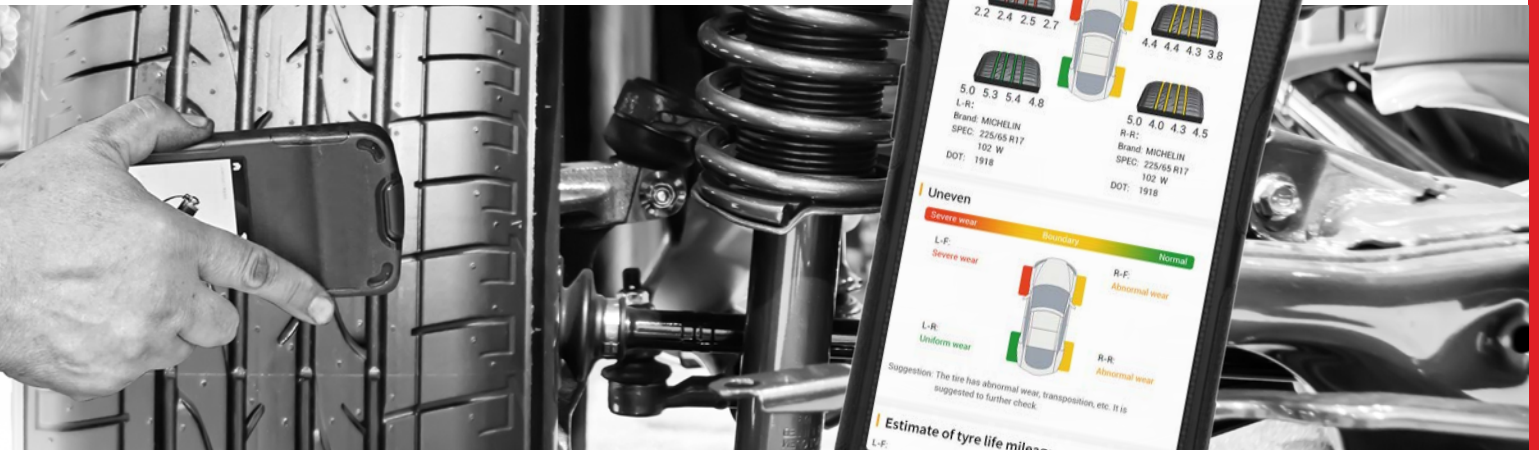 2.2 2.4 2.5 2.7
4.4 4.4 4.3 3.8
5.0 5.3 5.4 4.8
L-R:
Brand: MICHELIN
SPEC: 225/65 R17
102 W
DOT: 1918
5.0 4.0 4.3 4.5
R-R:
Brand: MICHELIN
SPEC: 225/65 R17
102 W
DOT: 1918
Uneven
Severe wear
Boundary
Normal
L-F:
Severe wear
R-F:
Abnormal wear
L-R:
Uniform wear
R-R:
Abnormal wear
Suggestion: The tire has abnormal wear, transposition, etc. It is
suggested to further check.
Estimate of tyre life
L-F: